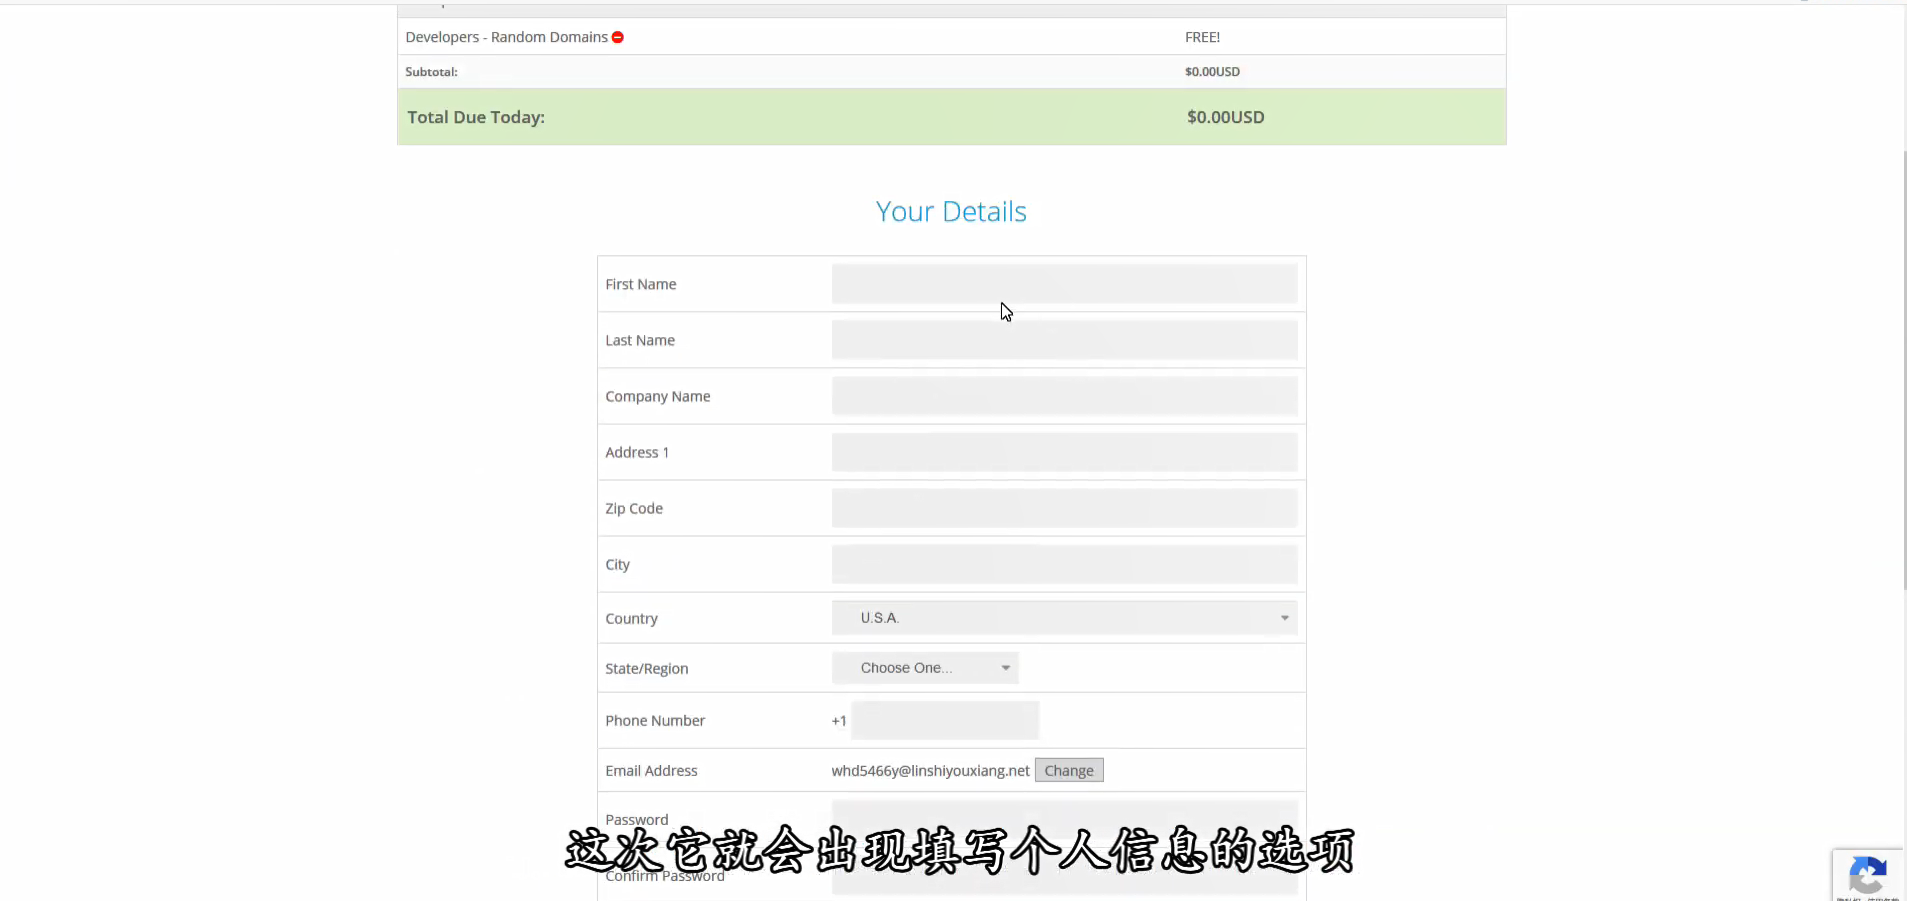 Developers - Random Domains FREE!
Subtotal: $0.00USD
Total Due Today: $0.00USD
Your Details
First Name
Last Name
Company Name
Address 1
Zip Code
City
Country U.S.A.
State/Region Choose One...
Phone Number +1
Email Address whd5466y@linshiyouxiang.net Change
Password
这次它就会出现填写个人信息的选项
Confirm Password